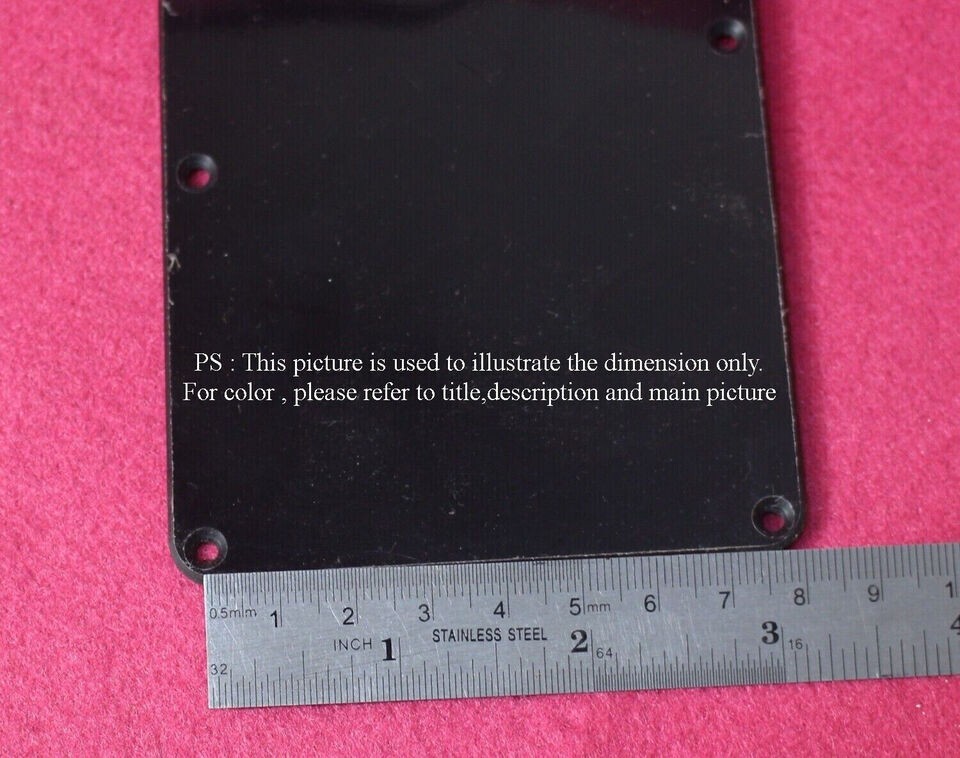 PS : This picture is used to illustrate the dimension only.
For color , please refer to title,description and main picture
0.5mm 1 2 3 4 5 mm 6 7 8 9 1
INCH 1 STAINLESS STEEL 2 64 3 16 4
32